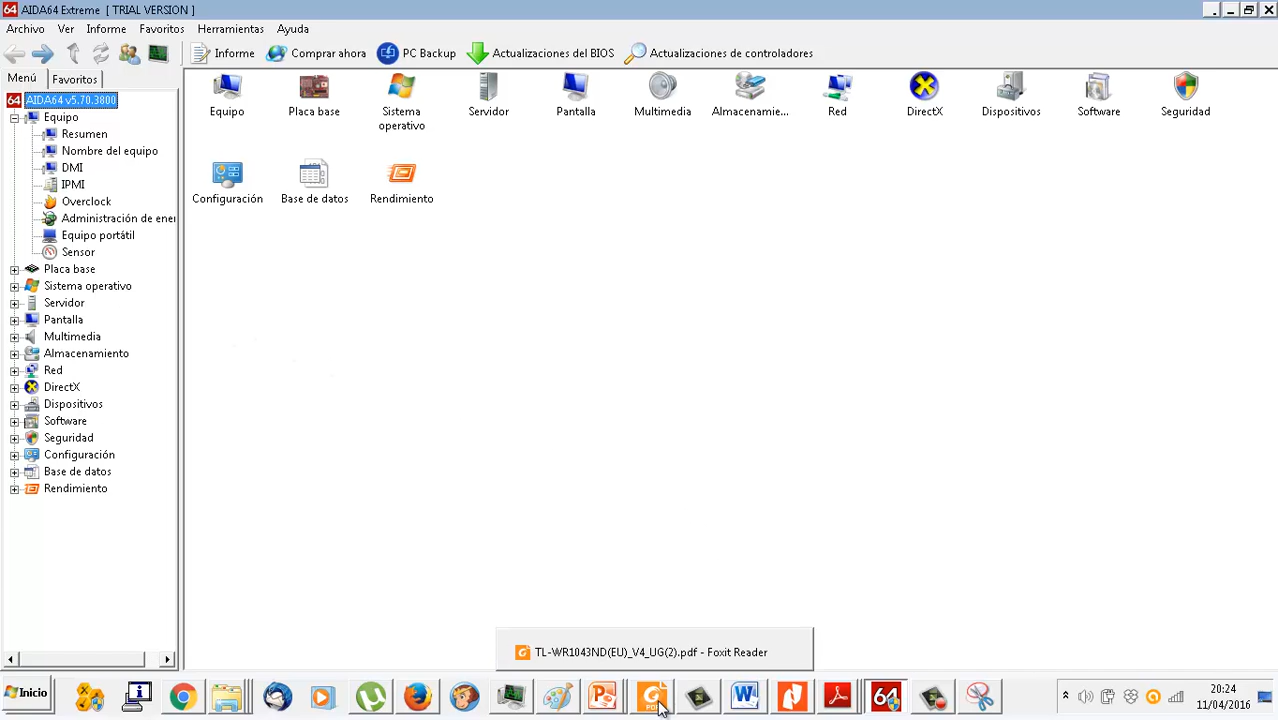 64 AIDA64 Extreme [ TRIAL VERSION ]
Archivo Ver Informe Favoritos Herramientas Ayuda
Informe Comprar ahora PC Backup Actualizaciones del BIOS Actualizaciones de controladores
Menú Favoritos
64 AIDA64 v5.70.3800
Equipo
Resumen
Nombre del equipo
DMI
IPMI
Overclock
Administración de ener
Equipo portátil
Sensor
Placa base
Sistema operativo
Servidor
Pantalla
Multimedia
Almacenamiento
Red
DirectX
Dispositivos
Software
Seguridad
Configuración
Base de datos
Rendimiento
Equipo Placa base Sistema operativo Servidor Pantalla Multimedia Almacenamie... Red DirectX Dispositivos Software Seguridad
Configuración Base de datos Rendimiento
TL-WR1043ND(EU)_V4_UG(2).pdf - Foxit Reader
Inicio
64
20:24
11/04/2016